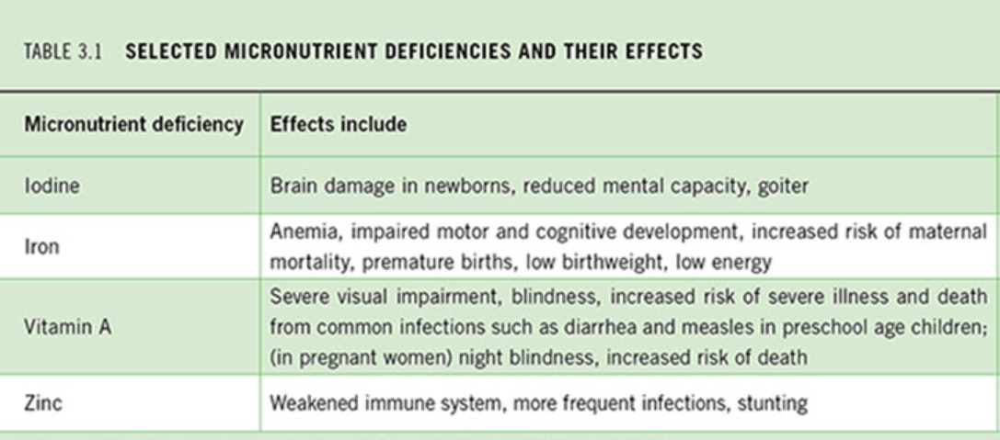 TABLE 3.1 SELECTED MICRONUTRIENT DEFICIENCIES AND THEIR EFFECTS
Micronutrient deficiency Effects include
Iodine Brain damage in newborns, reduced mental capacity, goiter
Iron Anemia, impaired motor and cognitive development, increased risk of maternal
mortality, premature births, low birthweight, low energy
Vitamin A Severe visual impairment, blindness, increased risk of severe illness and death
from common infections such as diarrhea and measles in preschool age children;
(in pregnant women) night blindness, increased risk of death
Zinc Weakened immune system, more frequent infections, stunting